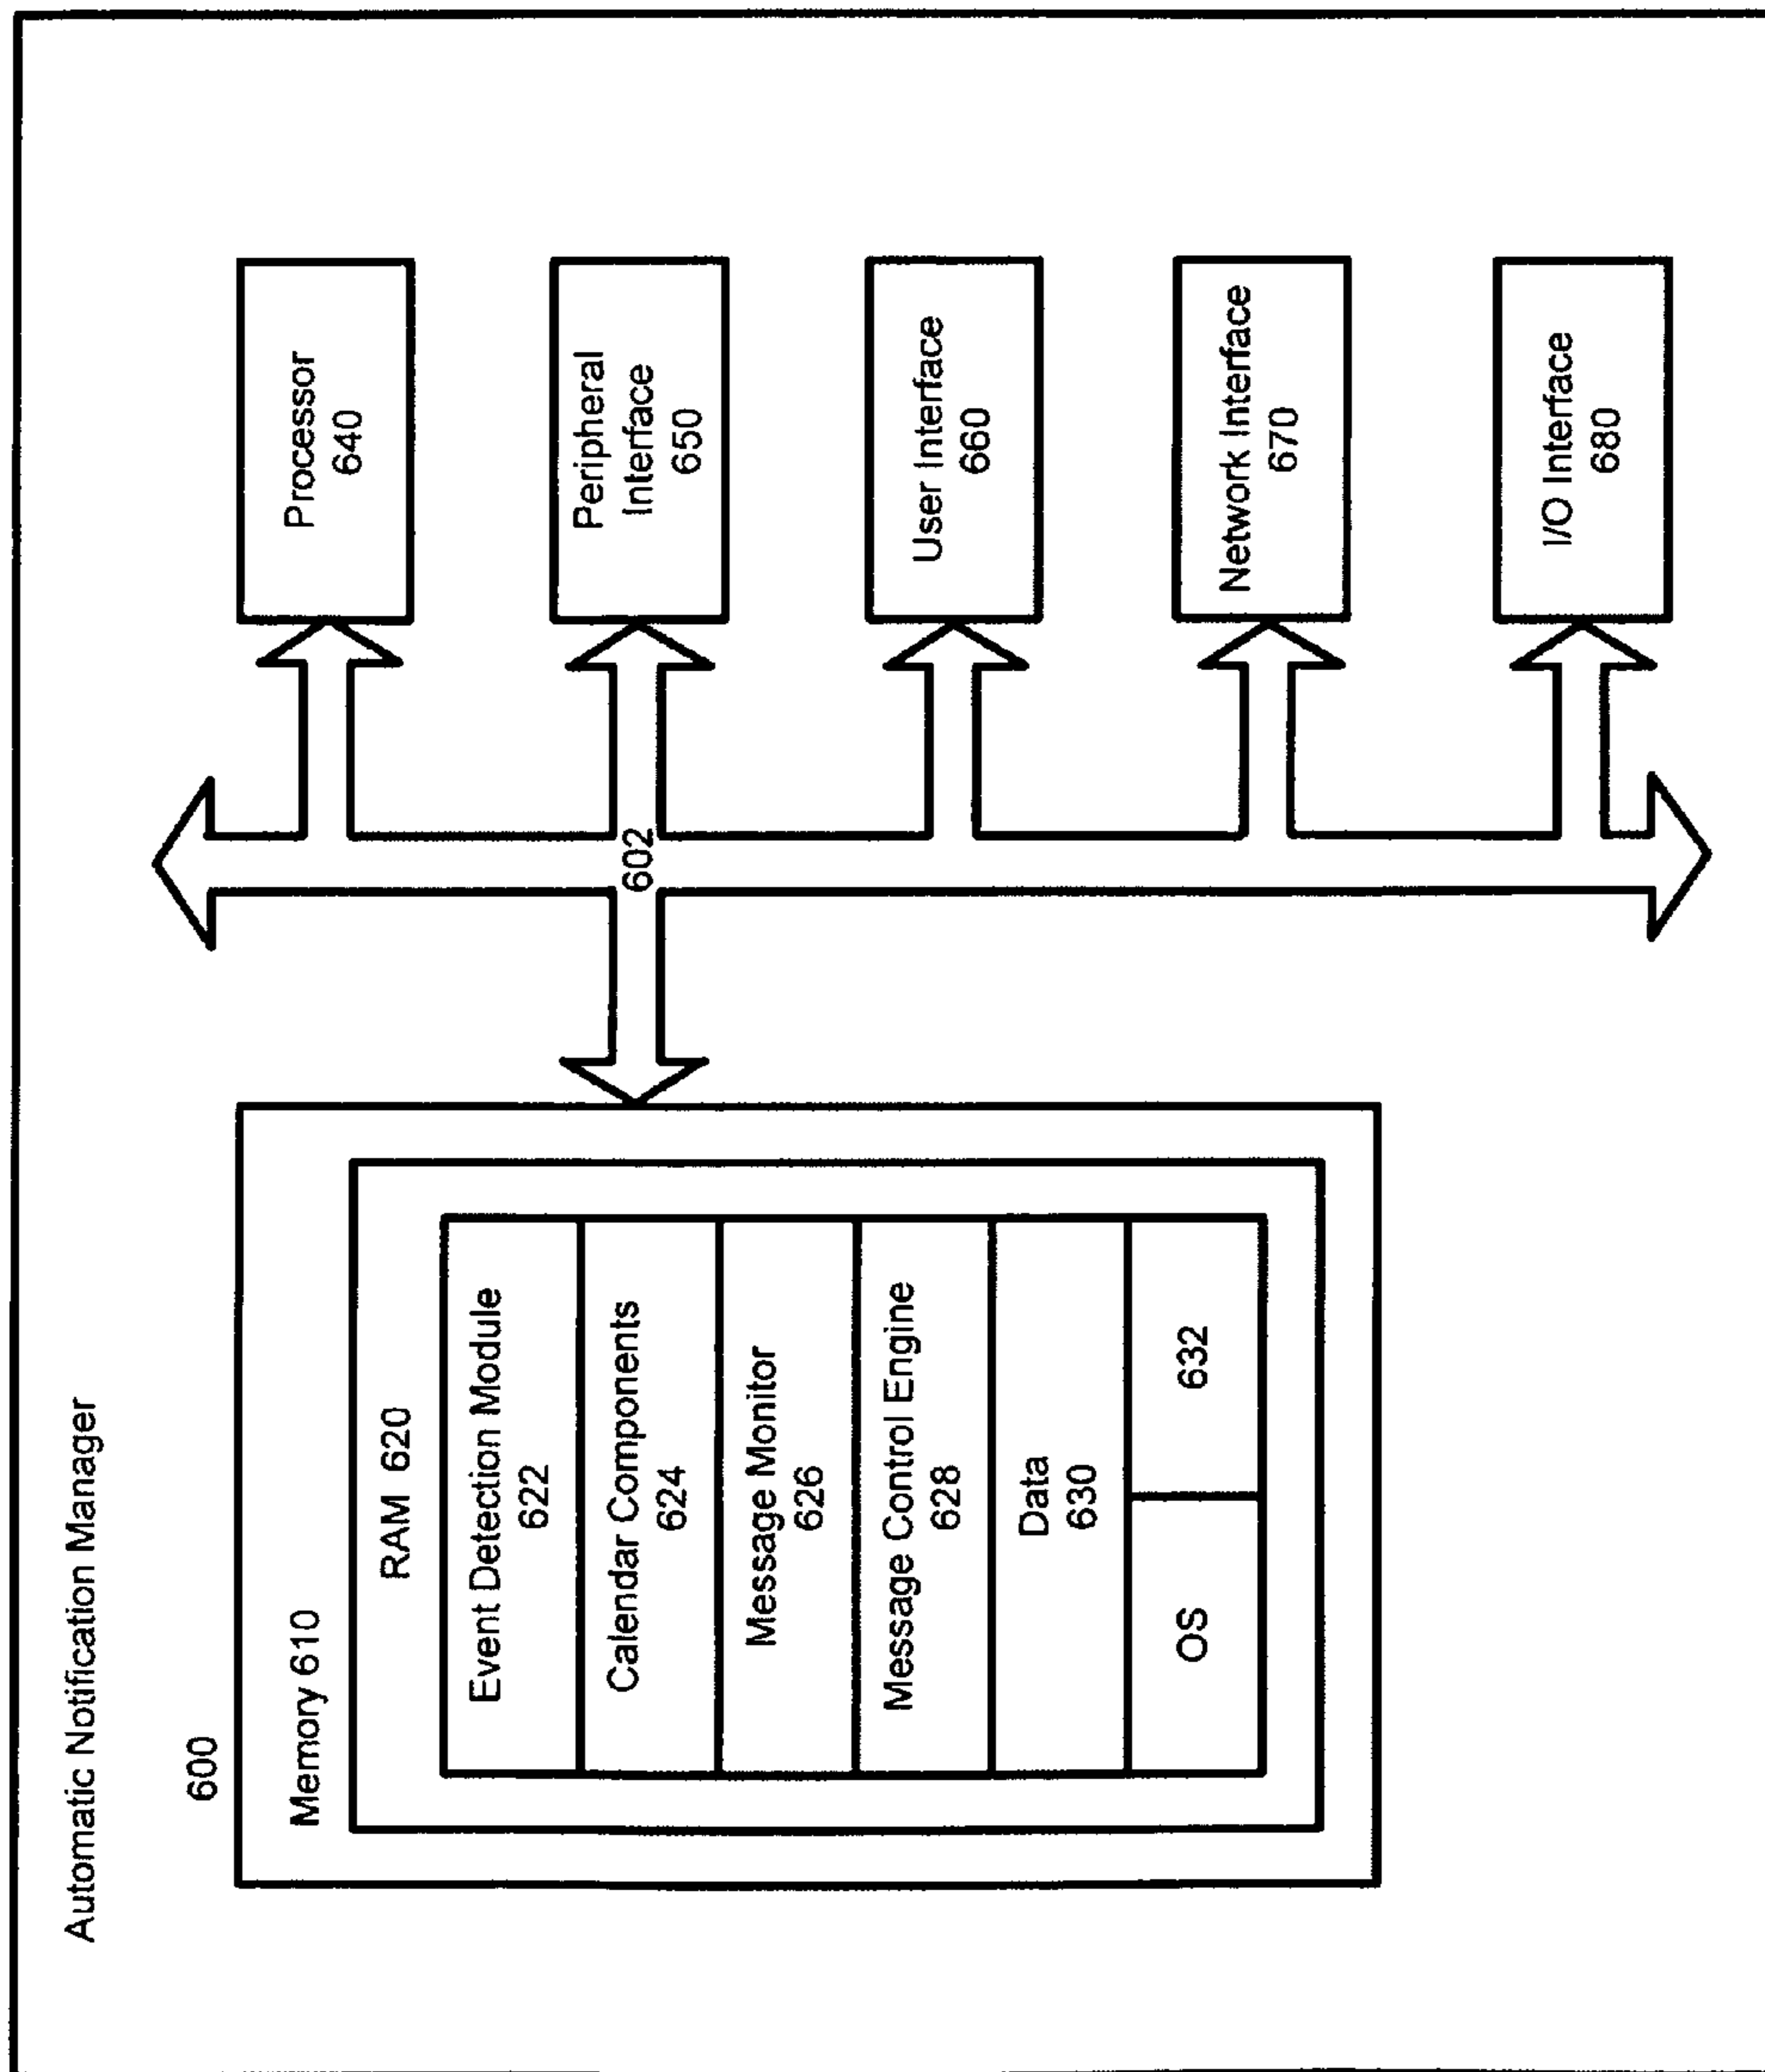 Automatic Notification Manager
600
Memory 610
RAM 620
Event Detection Module
622
Calendar Components
624
Message Monitor
626
Message Control Engine
628
Data
630
OS
632
602
Processor
640
Peripheral
Interface
650
User Interface
660
Network Interface
670
I/O Interface
680